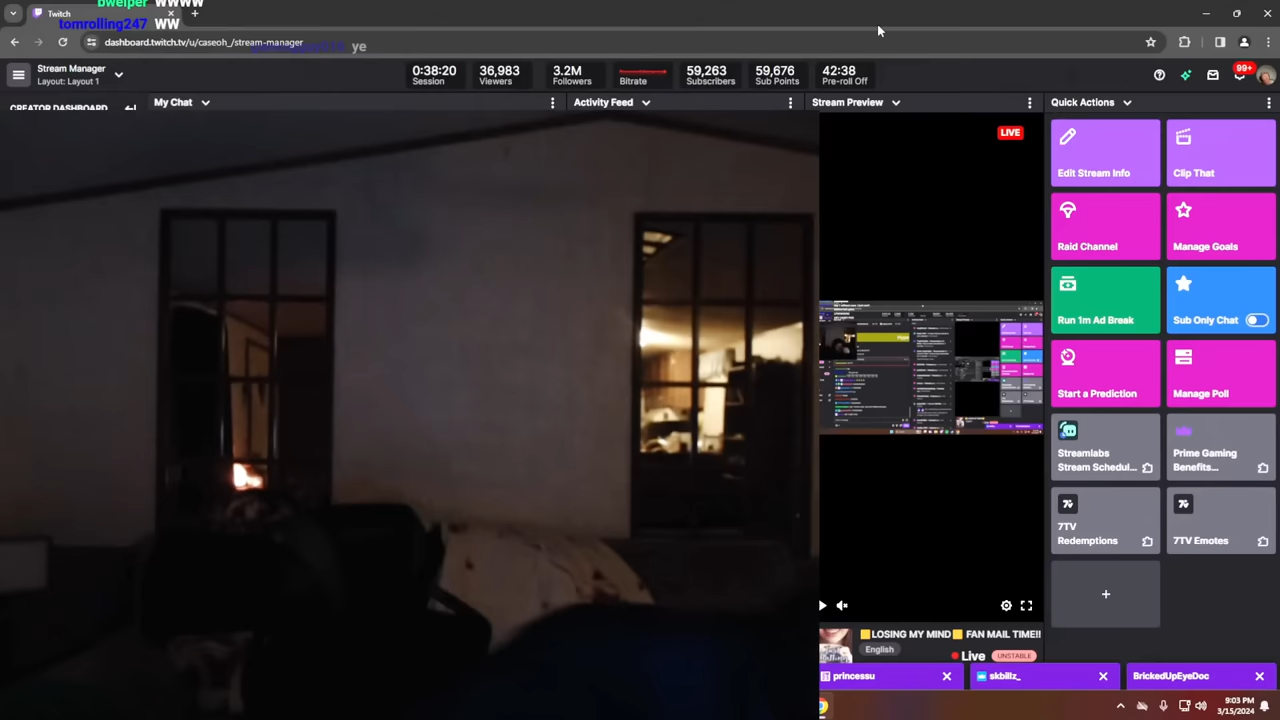 bwelper WWWW
Twitch
tomrolling247 WW
dashboard.twitch.tv/u/caseoh_/stream-manager
ye
Stream Manager
Layout: Layout 1
0:38:20
Session
36,983
Viewers
3.2M
Followers
Bitrate
59,263
Subscribers
59,676
Sub Points
42:38
Pre-roll Off
99+
CREATOR DASHBOARD
My Chat
Activity Feed
Stream Preview
Quick Actions
LIVE
Edit Stream Info
Clip That
Raid Channel
Manage Goals
Run 1m Ad Break
Sub Only Chat
Start a Prediction
Manage Poll
Streamlabs
Stream Schedul...
Prime Gaming
Benefits...
7TV
Redemptions
7TV Emotes
LOSING MY MIND FAN MAIL TIME!!
English
Live
UNSTABLE
princessu
skbillz_
BrickedUpEyeDoc
9:03 PM
3/15/2024